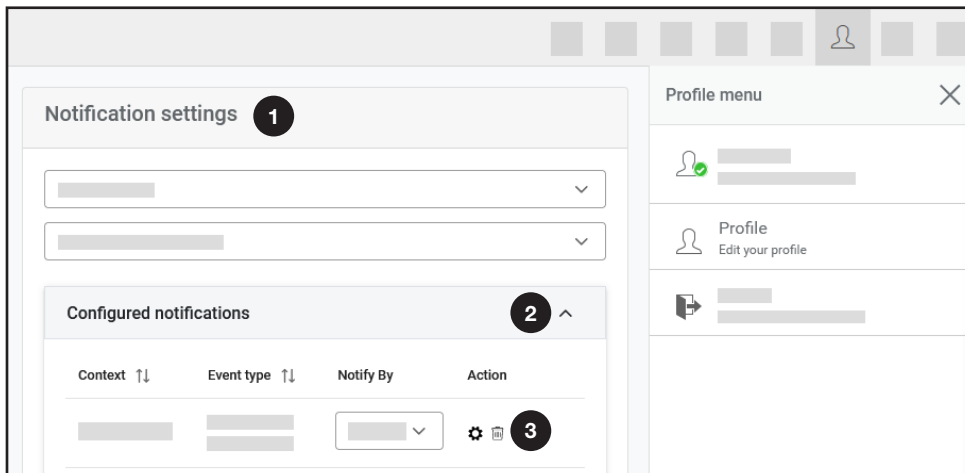 Notification settings 1
Configured notifications 2
Context Event type Notify By Action
3
Profile menu
Profile
Edit your profile